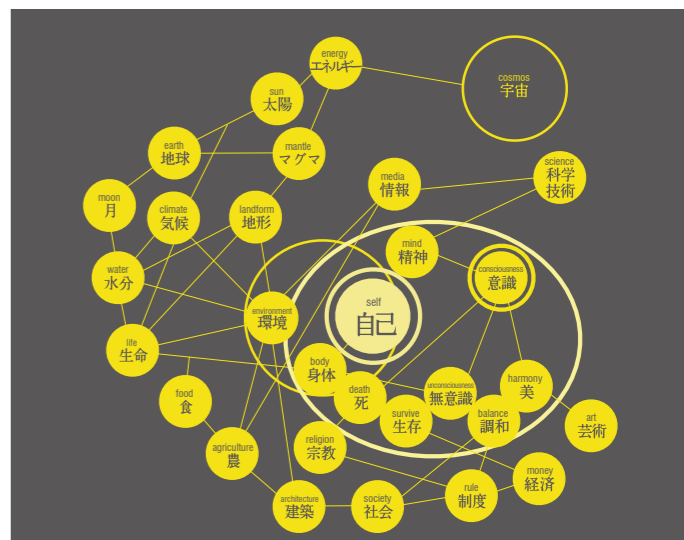 energy
エネルギー
cosmos
宇宙
sun
太陽
earth
地球
mantle
マグマ
science
科学
技術
media
情報
moon
月
climate
気候
landform
地形
mind
精神
water
水分
consciousness
意識
self
自己
environment
環境
life
生命
body
身体
death
死
unconsciousness
無意識
harmony
美
food
食
survive
生存
balance
調和
art
芸術
religion
宗教
agriculture
農
money
経済
architecture
建築
society
社会
rule
制度